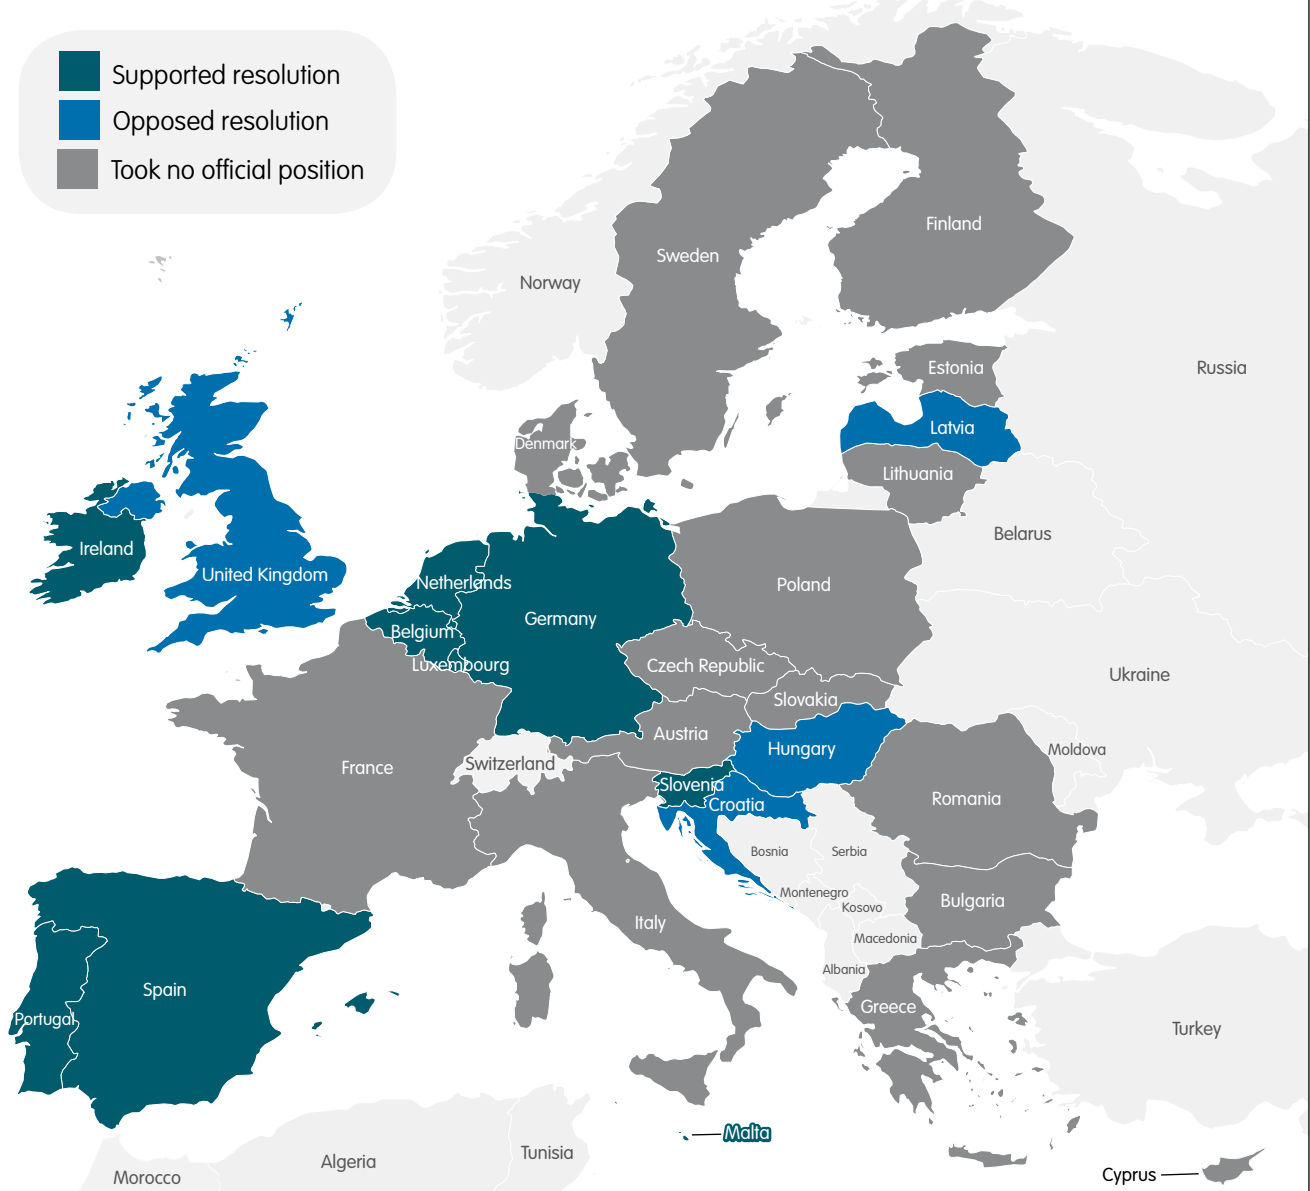 Supported resolution
Opposed resolution
Took no official position
Finland
Sweden
Norway
Russia
Estonia
Latvia
Denmark
Lithuania
Belarus
Ireland
United Kingdom
Netherlands
Poland
Germany
Belgium
Luxembourg
Czech Republic
Ukraine
Slovakia
Austria
Hungary
Moldova
Switzerland
France
Slovenia
Croatia
Romania
Bosnia
Serbia
Montenegro
Kosovo
Bulgaria
Italy
Macedonia
Albania
Spain
Greece
Portugal
Turkey
Malta
Tunisia
Algeria
Morocco
Cyprus